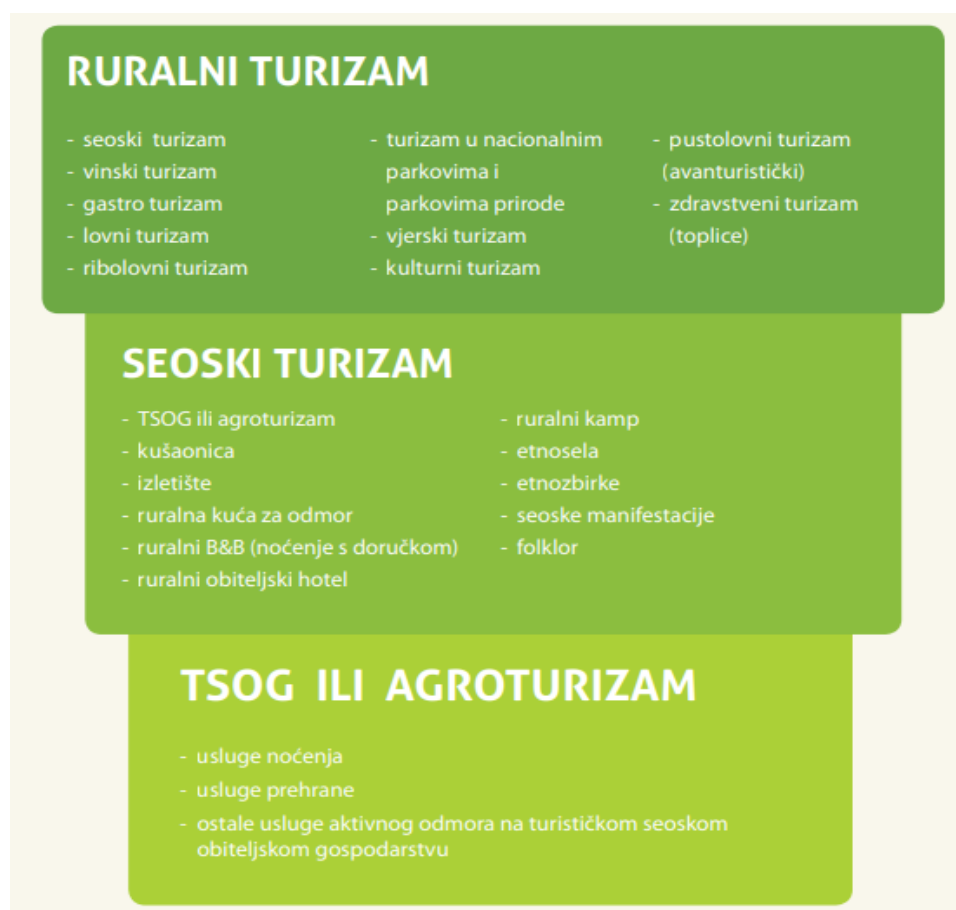 RURALNI TURIZAM
- seoski turizam
- vinski turizam
- gastro turizam
- lovni turizam
- ribolovni turizam
- turizam u nacionalnim
parkovima i
parkovima prirode
- vjerski turizam
- kulturni turizam
- pustolovni turizam
(avanturistički)
- zdravstveni turizam
(toplice)
SEOSKI TURIZAM
- TSOG ili agroturizam
- kušaonica
- izletište
- ruralna kuća za odmor
- ruralni B&B (noćenje s doručkom)
- ruralni obiteljski hotel
- ruralni kamp
- etnosela
- etnozbirke
- seoske manifestacije
- folklor
TSOG ILI AGROTURIZAM
- usluge noćenja
- usluge prehrane
- ostale usluge aktivnog odmora na turističkom seoskom
obiteljskom gospodarstvu